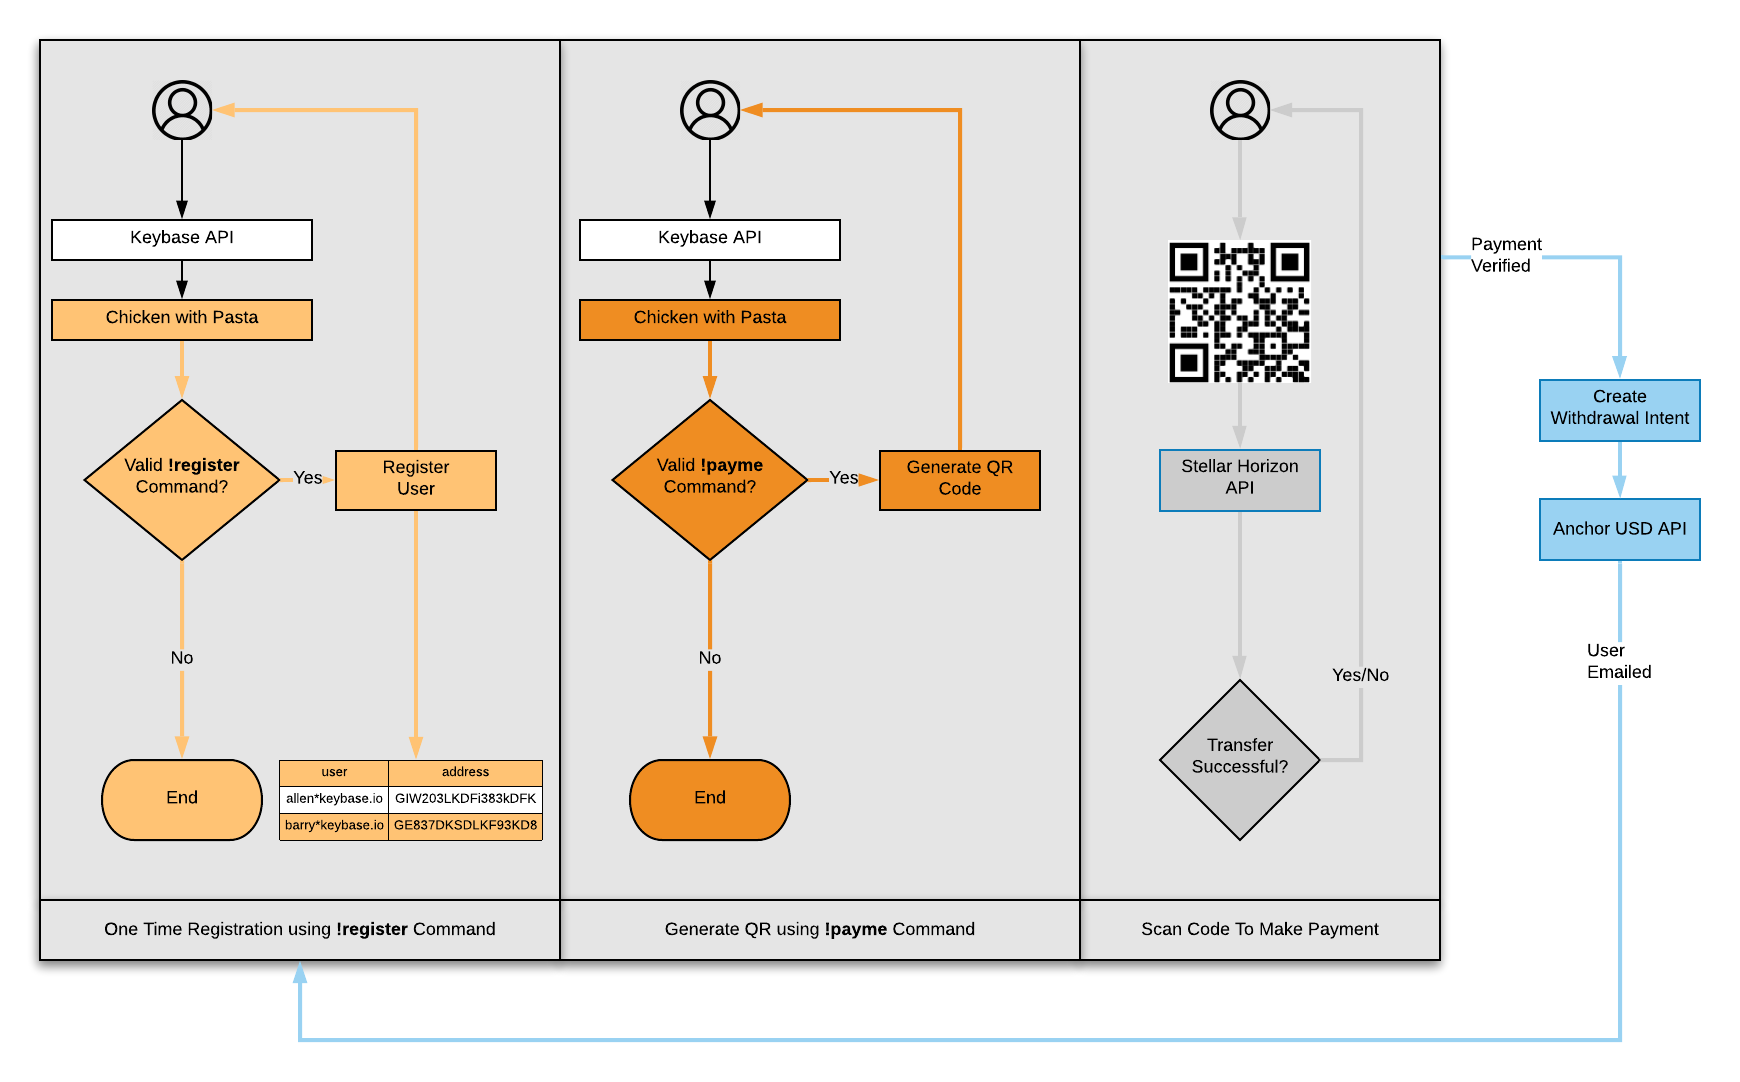 Keybase API
Chicken with Pasta
Valid !register
Command?
Yes
Register
User
No
End
user address
allen*keybase.io GIW203LKDFi383kDFK
barry*keybase.io GE837DKSDLKF93KD8
One Time Registration using !register Command
Keybase API
Chicken with Pasta
Valid !payme
Command?
Yes
Generate QR
Code
No
End
Generate QR using !payme Command
Stellar Horizon
API
Yes/No
Transfer
Successful?
Scan Code To Make Payment
Payment
Verified
Create
Withdrawal Intent
Anchor USD API
User
Emailed